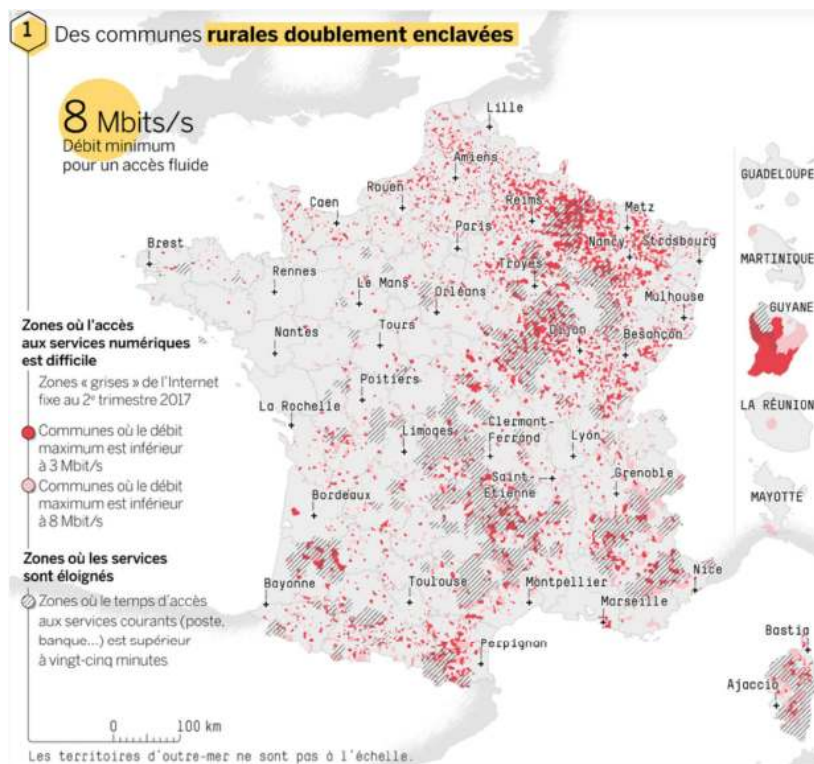 1 Des communes rurales doublement enclavées
8 Mbits/s
Débit minimum
pour un accès fluide
Zones où l'accès
aux services numériques
est difficile
Zones « grises » de l'Internet
fixe au 2e trimestre 2017
Communes où le débit
maximum est inférieur
à 3 Mbit/s
Communes où le débit
maximum est inférieur
à 8 Mbit/s
Zones où les services
sont éloignés
Zones où le temps d'accès
aux services courants (poste,
banque...) est supérieur
à vingt-cinq minutes
0 100 km
Les territoires d'outre-mer ne sont pas à l'échelle.
Lille
Amiens
Rouen
Caen
Reims
Metz
Paris
Nancy
Strasbourg
Brest
Rennes
Troyes
Le Mans
Orléans
Mulhouse
Nantes
Tours
Dijon
Besançon
Poitiers
La Rochelle
Limoges
Clermont-
Ferrand
Lyon
Saint-
Etienne
Grenoble
Bordeaux
Bayonne
Toulouse
Montpellier
Nice
Marseille
Perpignan
Bastia
Ajaccio
GUADELOUPE
MARTINIQUE
GUYANE
LA RÉUNION
MAYOTTE